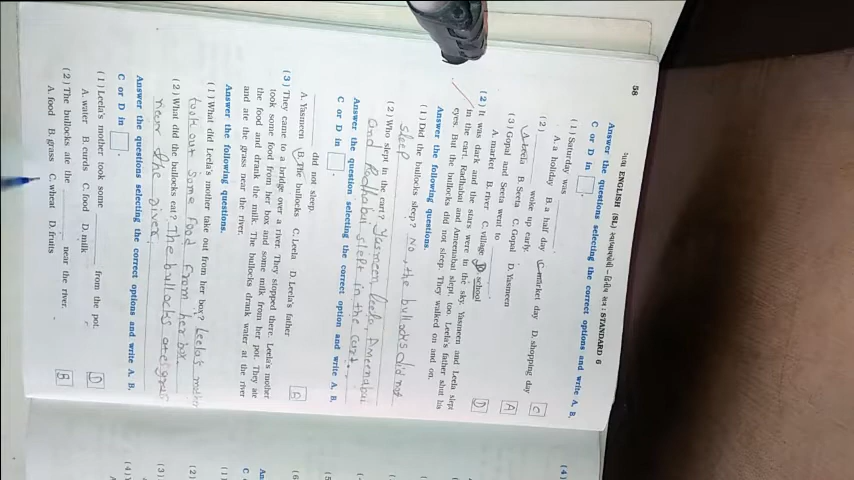 58
ENGLISH (SL) : STANDARD 6
Answer the questions selecting the correct options and write A, B,
C or D in
(1) Saturday was
A. a holiday B. a half day C. market day D. shopping day
C
(2) woke up early.
A. Leela B. Seeta C. Gopal D. Yasmeen
A
(3) Gopal and Seeta went to
A. market B. river C. village D. school
D
(2) It was dark and the stars were in the sky. Yasmeen and Leela slept
in the cart. Radhabai and Ameenabai slept too. Leela's father shut his
eyes. But the bullocks did not sleep. They walked on and on.
Answer the following questions.
(1) Did the bullocks sleep? No, the bullocks did not
sleep
(2) Who slept in the cart? Yasmeen leela Ameenabai
and Radhabai slept in the cart.
Answer the question selecting the correct option and write A, B,
C or D in
did not sleep.
A. Yasmeen B. The bullocks C. Leela D. Leela's father
B
(3) They came to a bridge over a river. They stopped there. Leela's mother
took some food from her box and some milk from her pot. They ate
the food and drank the milk. The bullocks drank water at the river
and ate the grass near the river.
Answer the following questions.
(1) What did Leela's mother take out from her box? Leela's mother
took out some food from her box.
(2) What did the bullocks eat? The bullocks ate grass
near the river.
Answer the questions selecting the correct options and write A, B,
C or D in
(1) Leela's mother took some from the pot.
A. water B. curds C. food D. milk
D
(2) The bullocks ate the near the river.
A. food B. grass C. wheat D. fruits
B